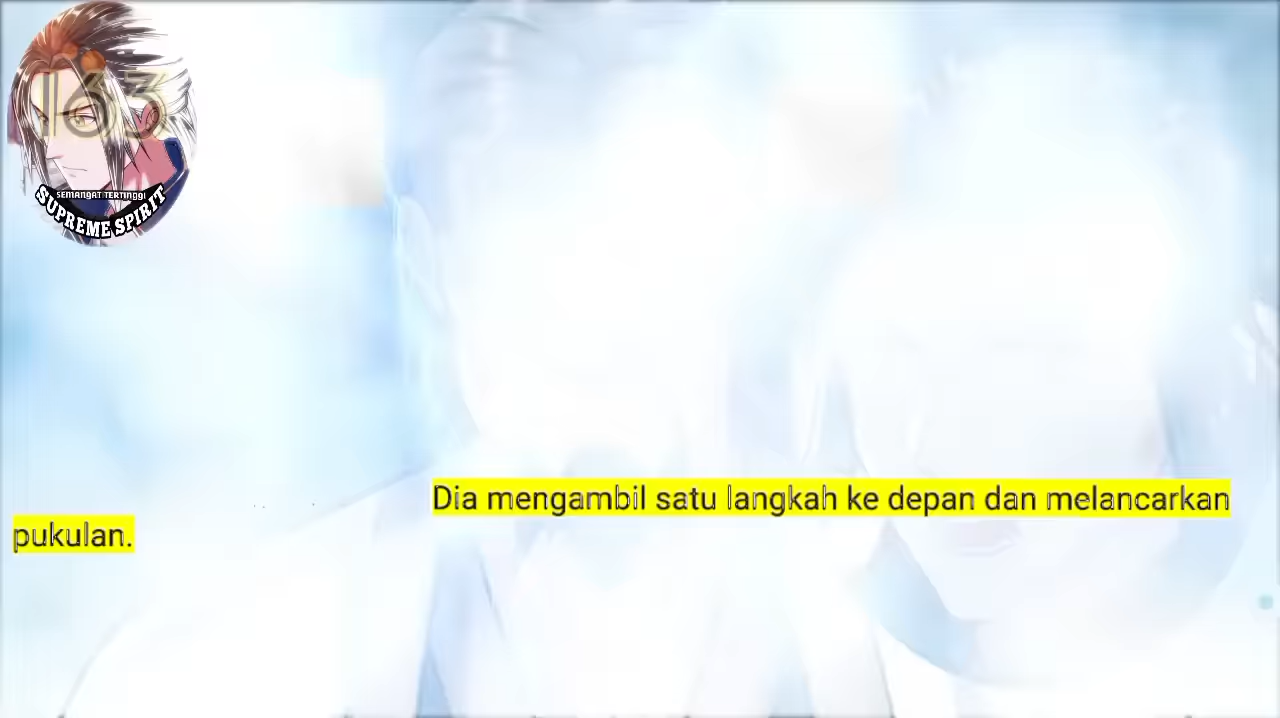 163
SEMANGAT TERTINGGI
SUPREME SPIRIT
Dia mengambil satu langkah ke depan dan melancarkan
pukulan.